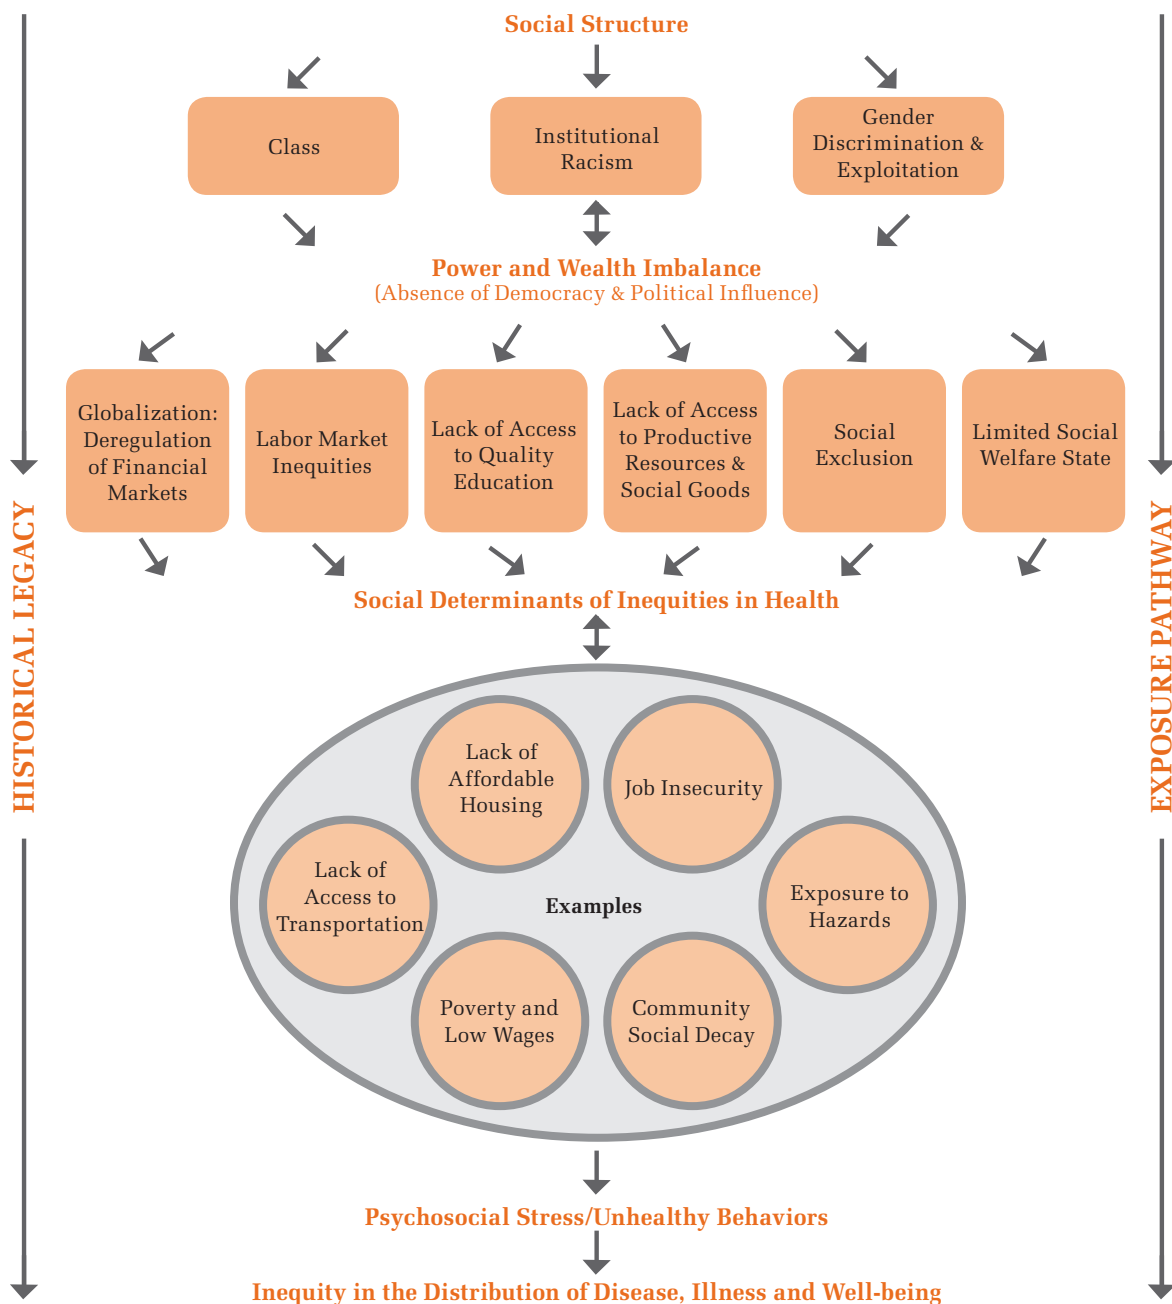 Social Structure
Class
Institutional
Racism
Gender
Discrimination &
Exploitation
Power and Wealth Imbalance
(Absence of Democracy & Political Influence)
Globalization:
Deregulation
of Financial
Markets
Labor Market
Inequities
Lack of Access
to Quality
Education
Lack of Access
to Productive
Resources &
Social Goods
Social
Exclusion
Limited Social
Welfare State
Social Determinants of Inequities in Health
HISTORICAL LEGACY
EXPOSURE PATHWAY
Lack of
Affordable
Housing
Job Insecurity
Lack of
Access to
Transportation
Examples
Exposure to
Hazards
Poverty and
Low Wages
Community
Social Decay
Psychosocial Stress/Unhealthy Behaviors
Inequity in the Distribution of Disease, Illness and Well-being